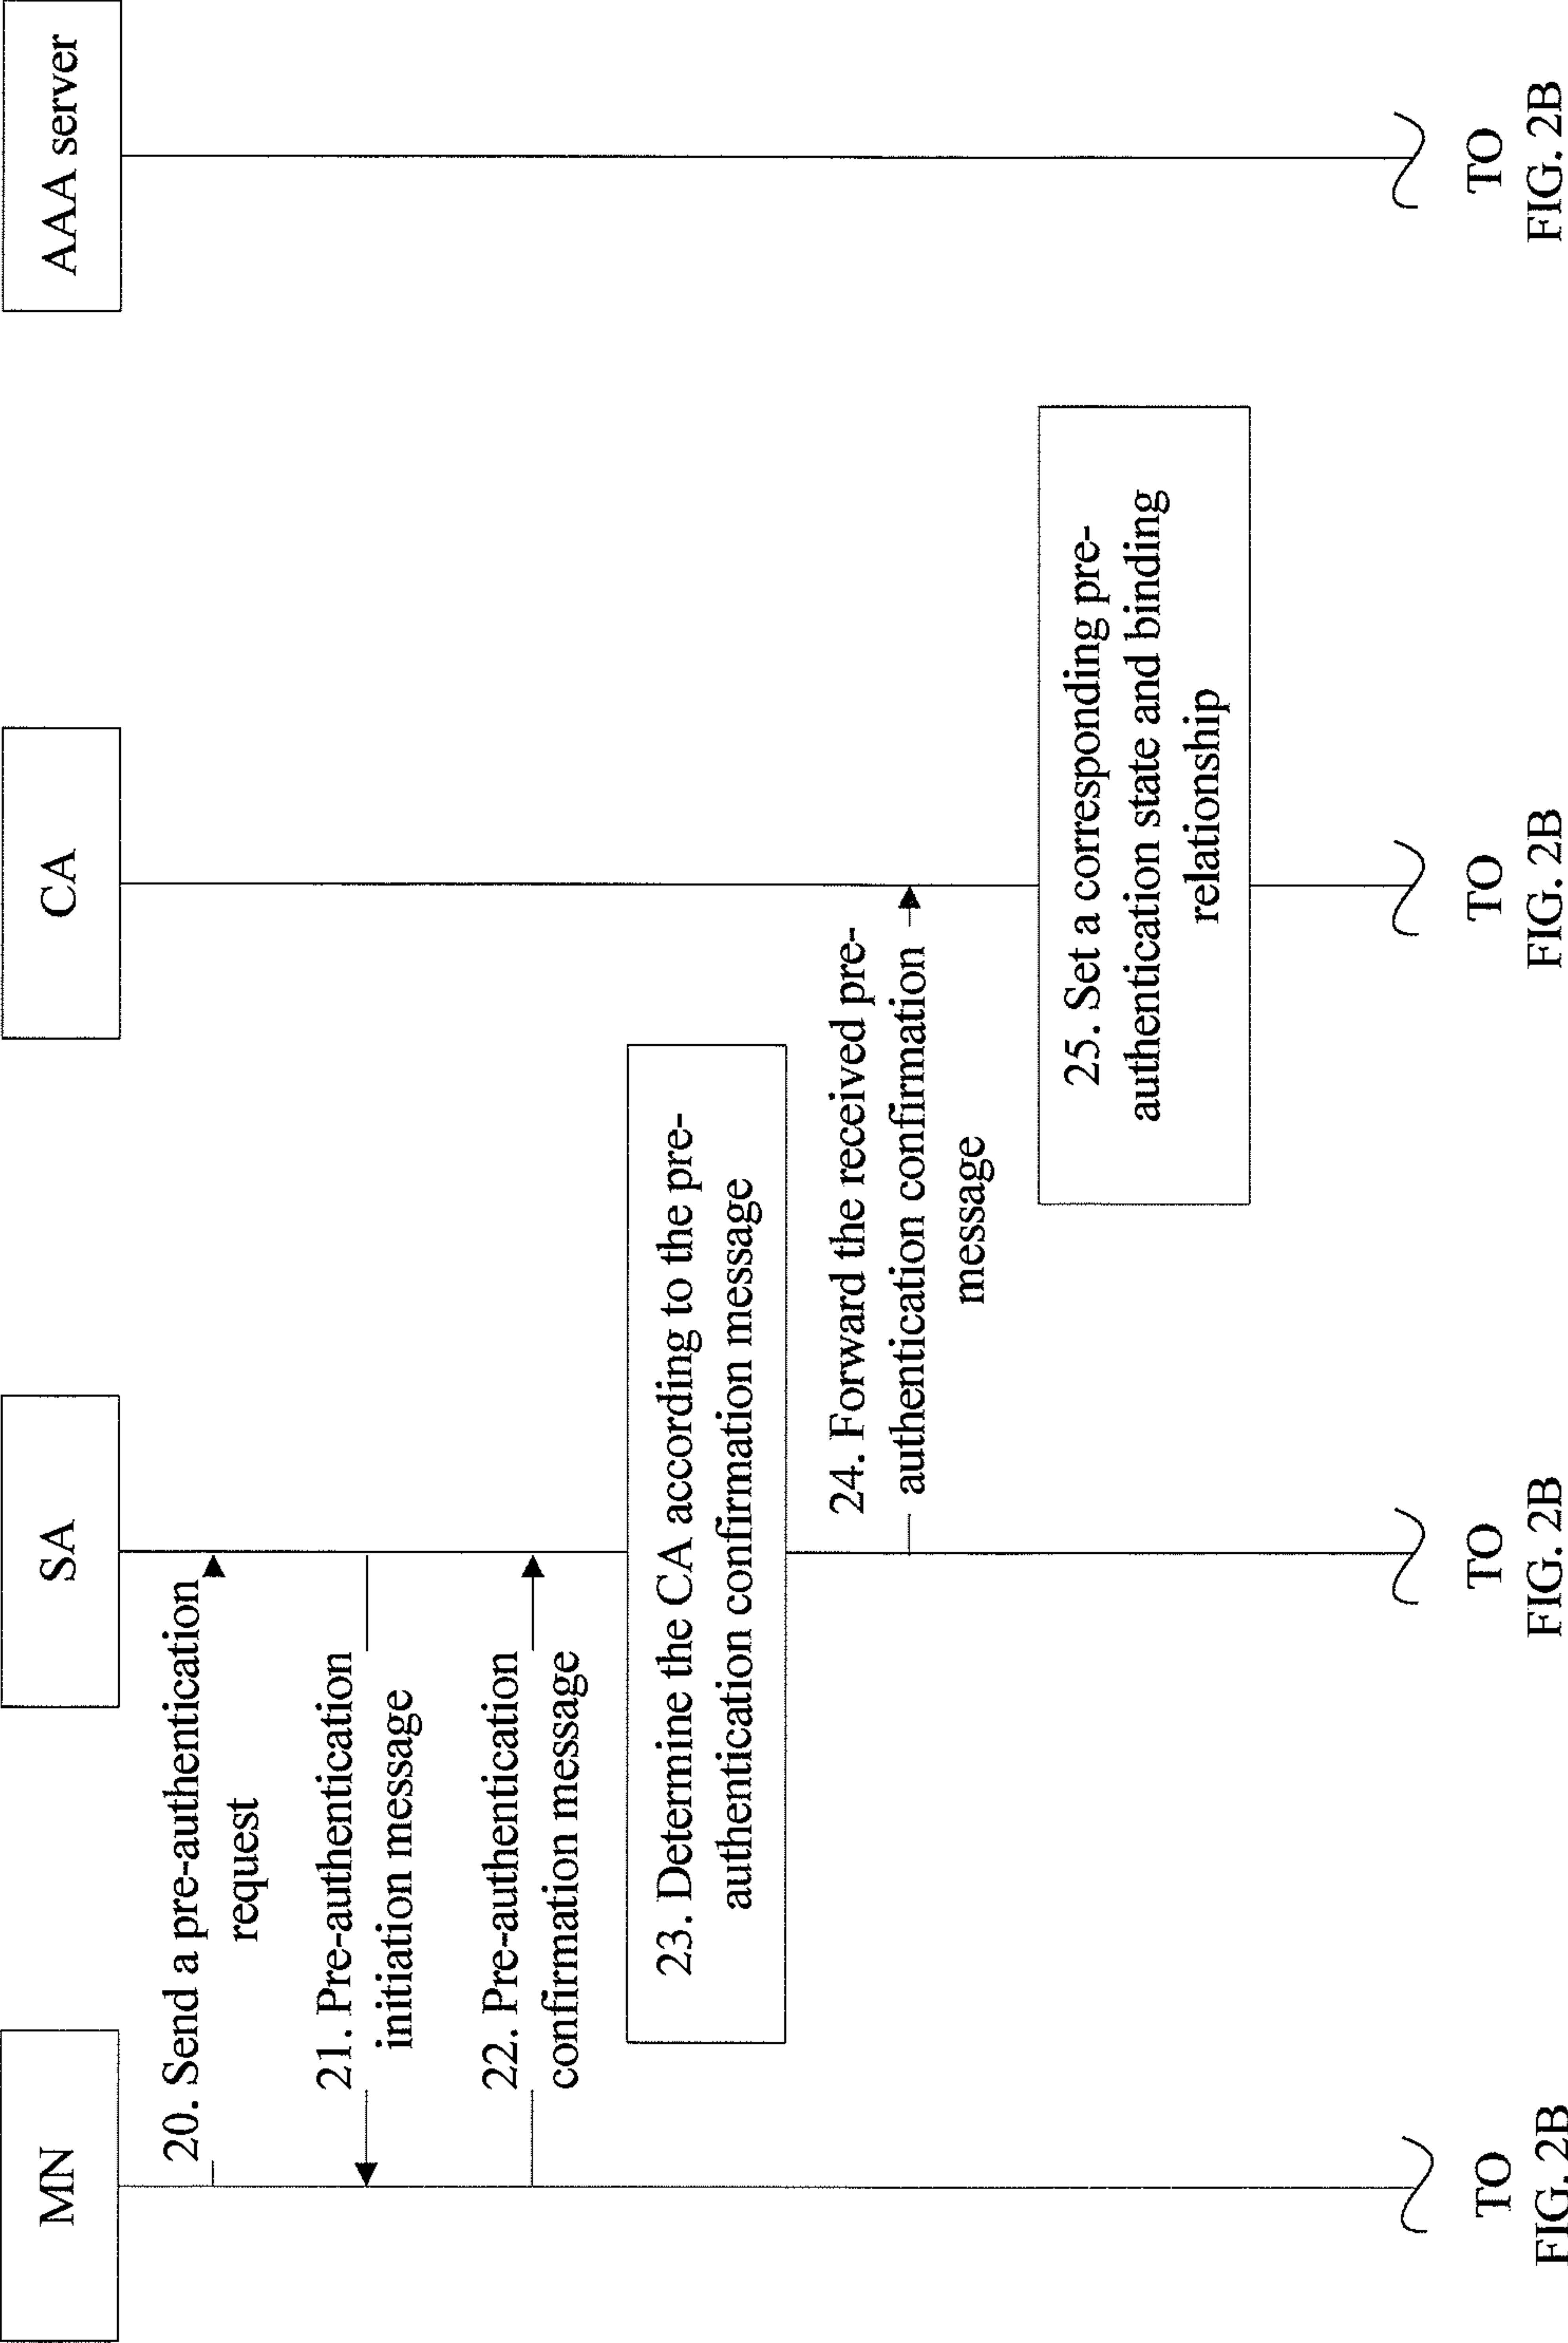 MN
SA
CA
AAA server
20. Send a pre-authentication
request
21. Pre-authentication
initiation message
22. Pre-authentication
confirmation message
23. Determine the CA according to the pre-
authentication confirmation message
24. Forward the received pre-
authentication confirmation
message
25. Set a corresponding pre-
authentication state and binding
relationship
TO
FIG. 2B
TO
FIG. 2B
TO
FIG. 2B
TO
FIG. 2B